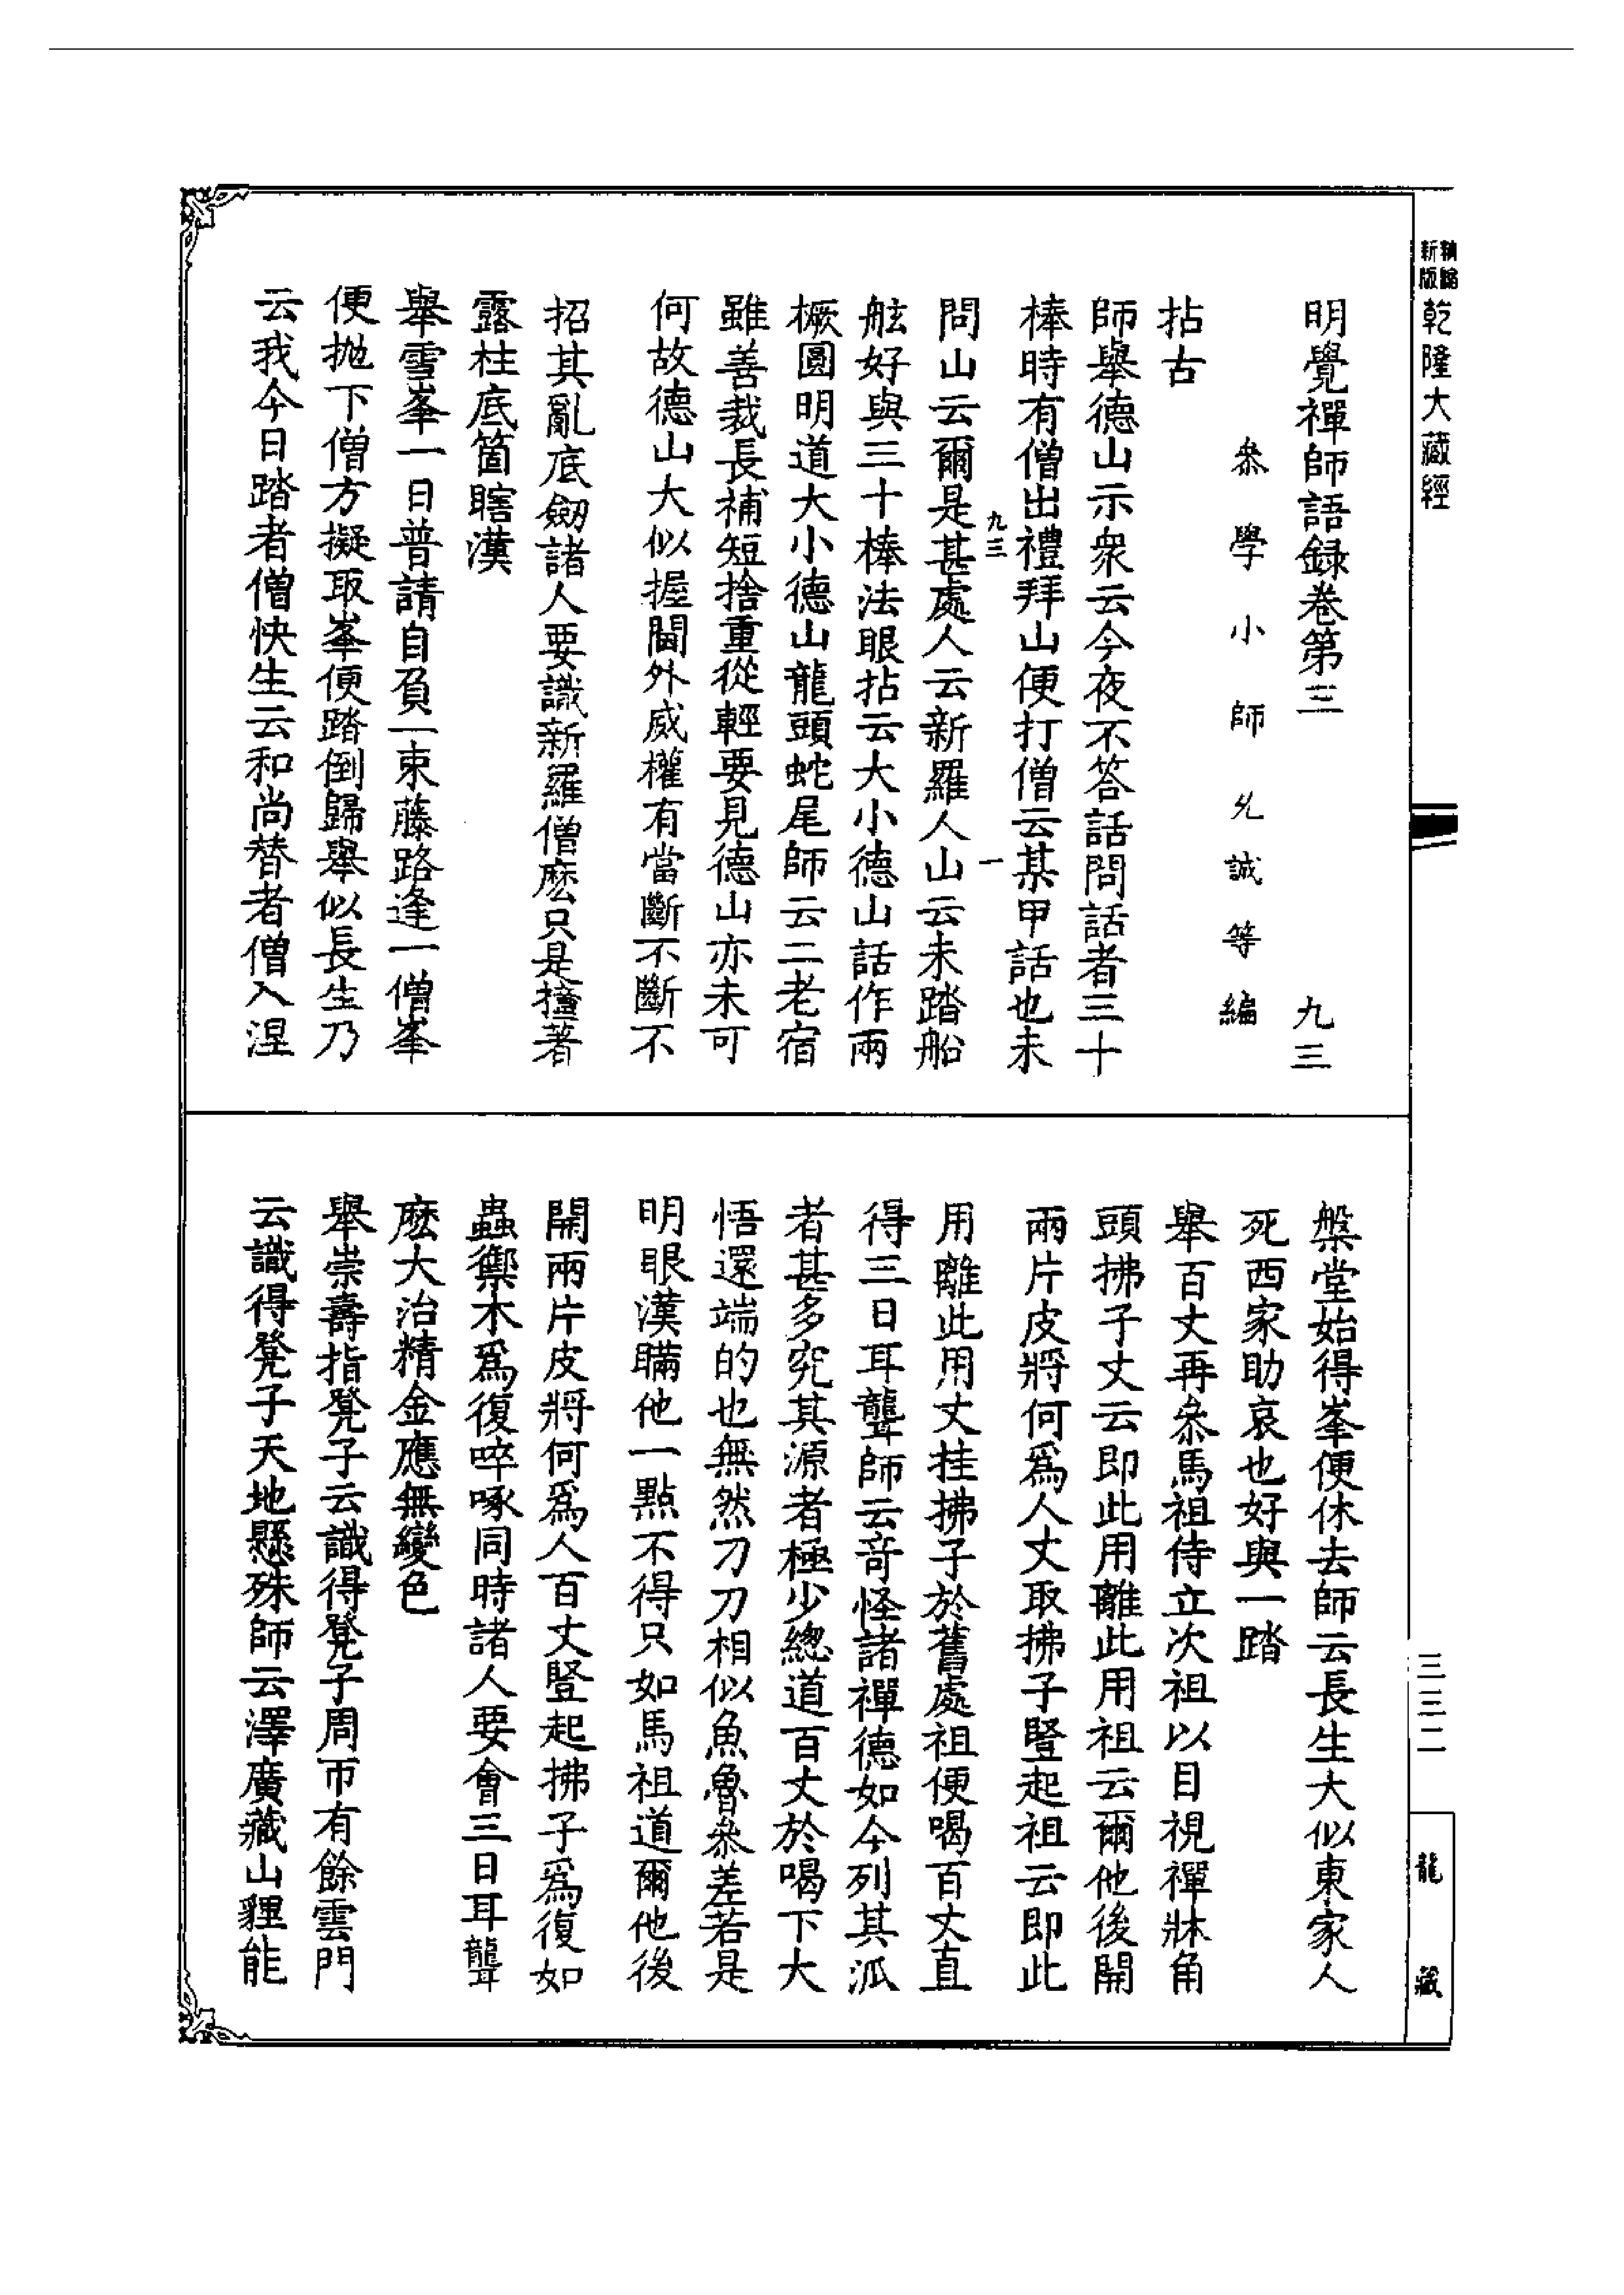 新版精縮
乾隆大藏經
明覺禪師語録卷第三　九三
叅學小師允誠等編
拈古
師舉德山示衆云今夜不答話問話者三十
棒時有僧出禮拜山便打僧云某甲話也未
九三　一
問山云爾是甚處人云新羅人山云未踏船
舷好與三十棒法眼拈云大小德山話作兩
橛圓明道大小德山龍頭蛇尾師云二老宿
雖善裁長補短捨重從輕要見德山亦未可
何故德山大似握閫外威權有當斷不斷不
招其亂底劒諸人要識新羅僧麽只是撞著
露柱底箇瞎漢
舉雪峯一日普請自負一束藤路逢一僧峯
便抛下僧方擬取峯便踏倒歸舉似長生乃
云我今日踏者僧快生云和尚替者僧入涅
槃堂始得峯便休去師云長生大似東家人
死西家助哀也好與一踏
舉百丈再叅馬祖侍立次祖以目視禪牀角
頭拂子丈云即此用離此用祖云爾他後開
兩片皮將何爲人丈取拂子豎起祖云即此
用離此用丈挂拂子於舊處祖便喝百丈直
得三日耳聾師云竒怪諸禪德如今列其派
者甚多究其源者極少總道百丈於喝下大
悟還端的也無然刀刀相似魚魯叅差若是
明眼漢瞞他一點不得只如馬祖道爾他後
開兩片皮將何爲人百丈豎起拂子爲復如
蟲禦木爲復啐啄同時諸人要會三日耳聾
麽大冶精金應無變色
舉崇壽指凳子云識得凳子周帀有餘雲門
云識得凳子天地懸殊師云澤廣藏山貍能
三三二
龍藏